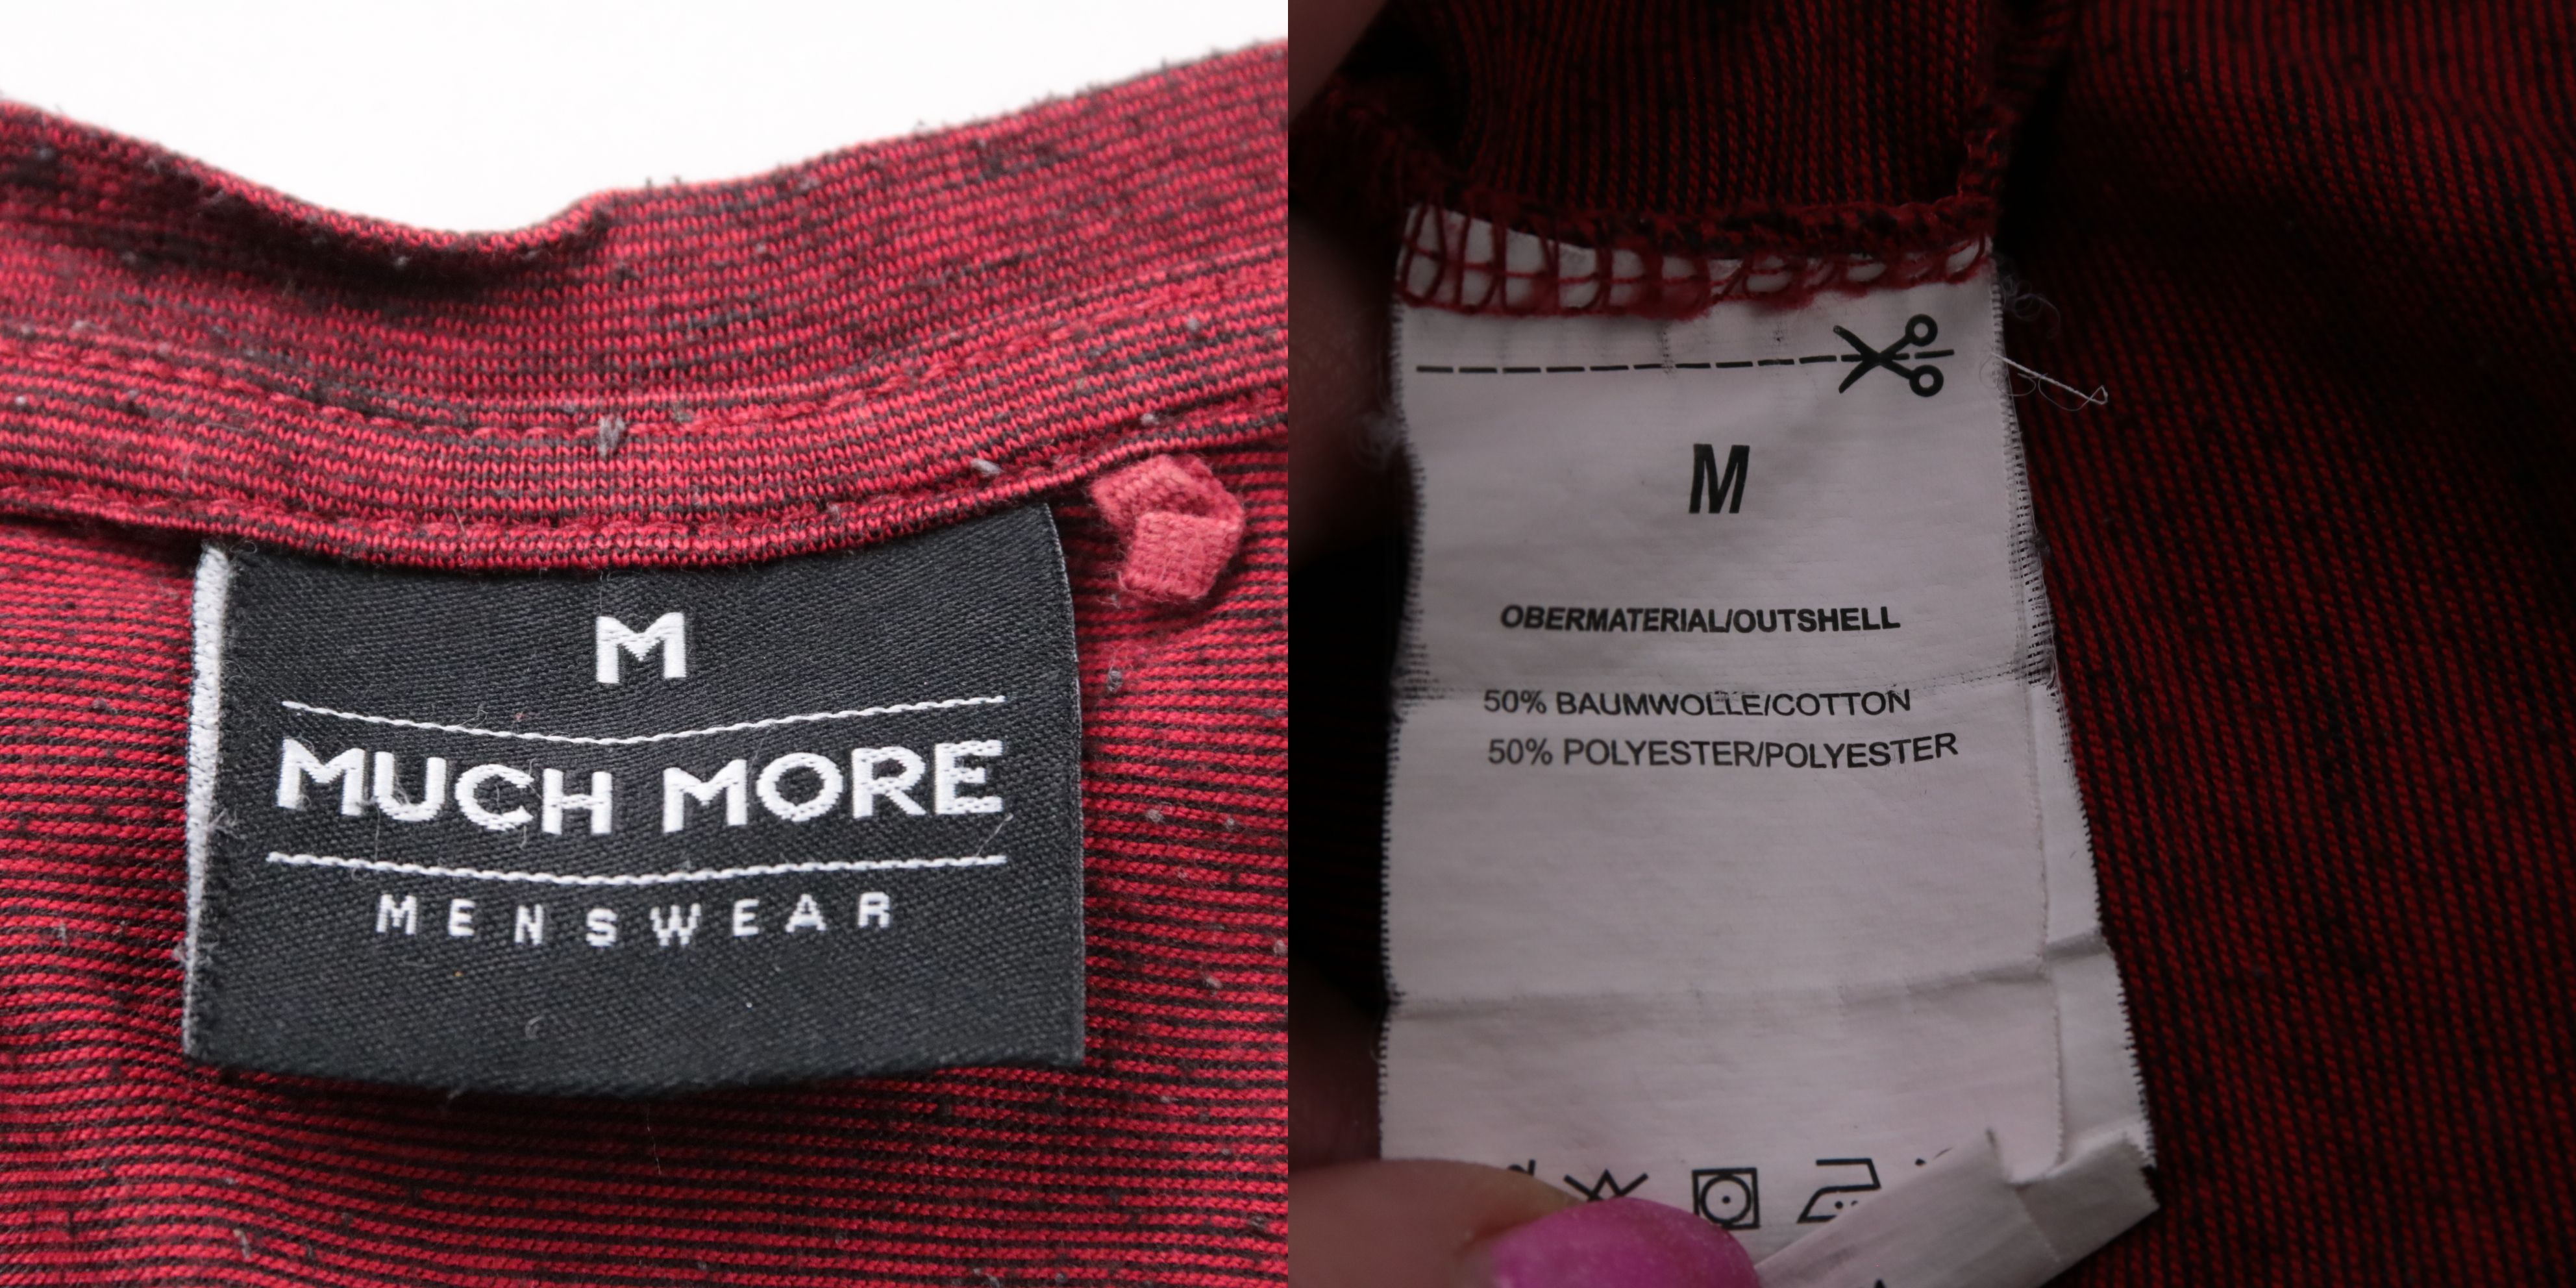 M
MUCH MORE
MENSWEAR
M
OBERMATERIAL/OUTSHELL
50% BAUMWOLLE/COTTON
50% POLYESTER/POLYESTER